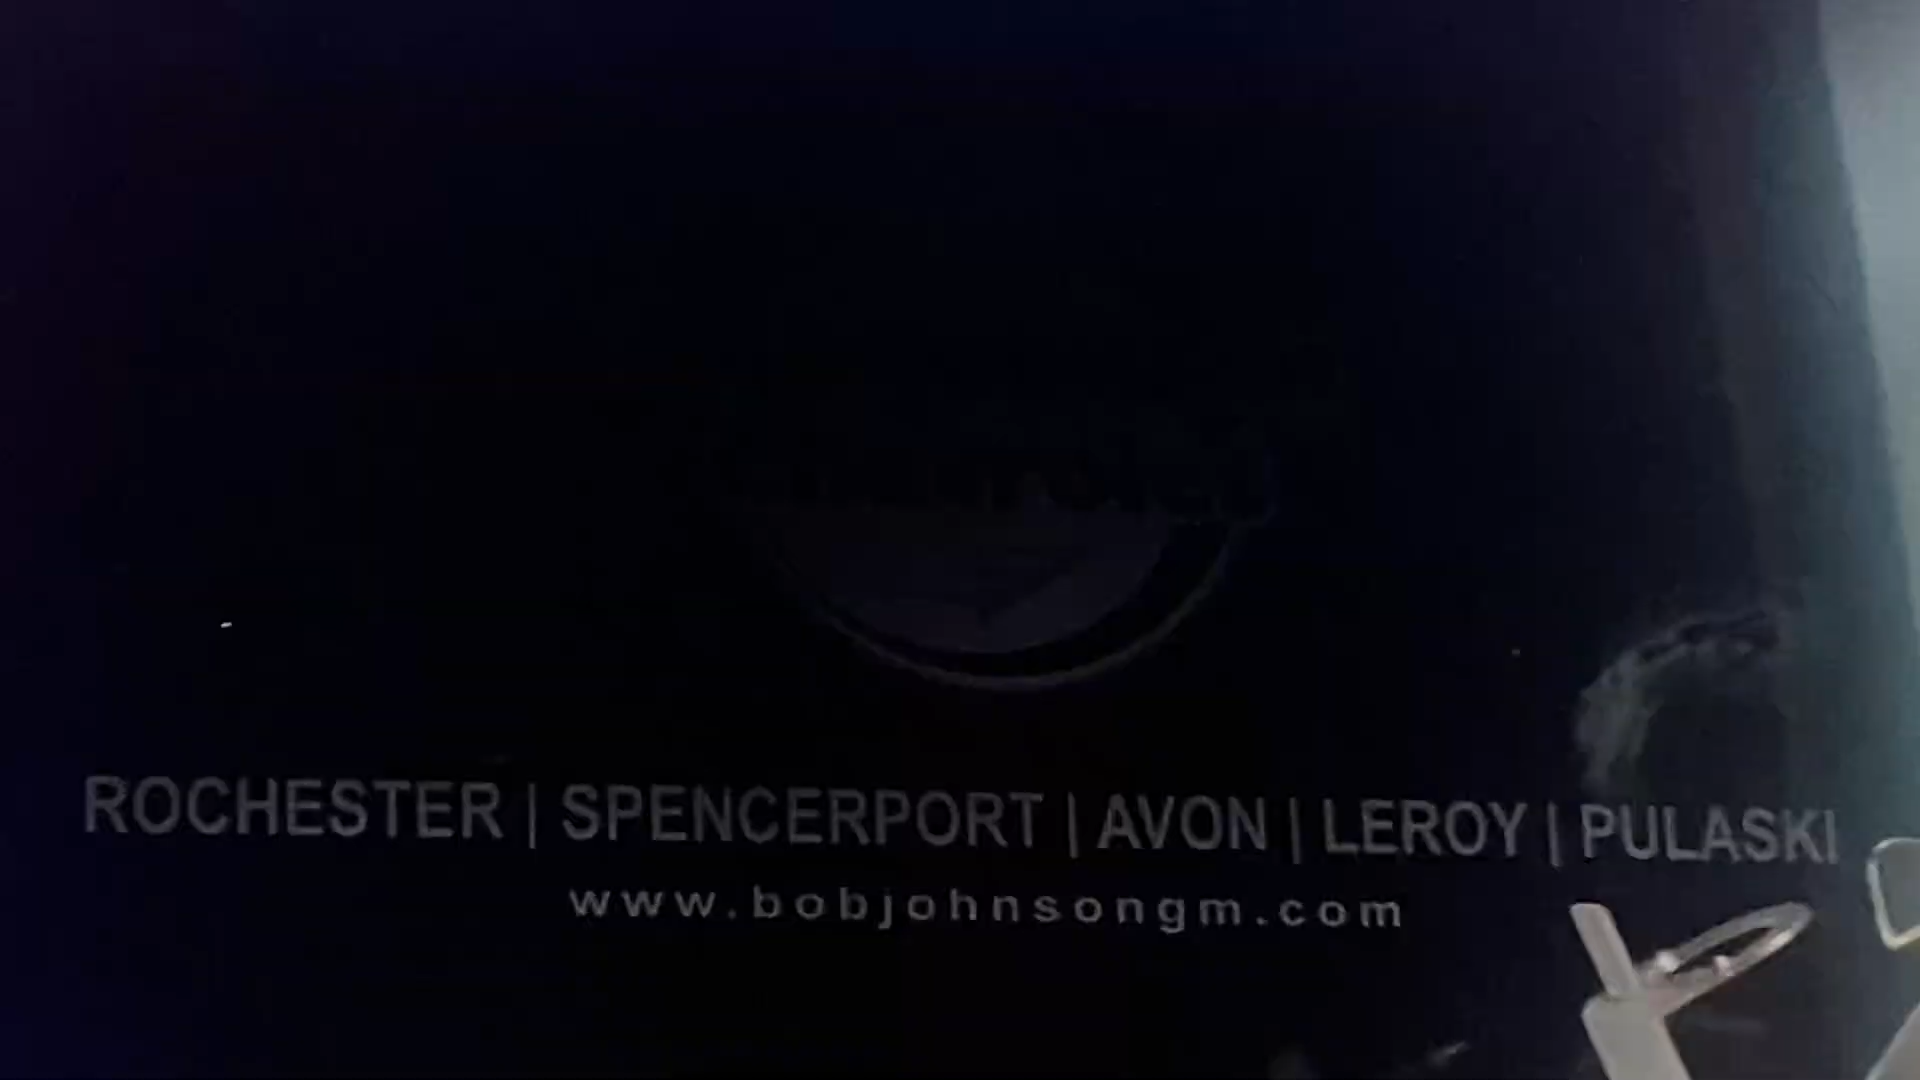 ROCHESTER | SPENCERPORT | AVON | LEROY | PULASKI
www.bobjohnsongm.com